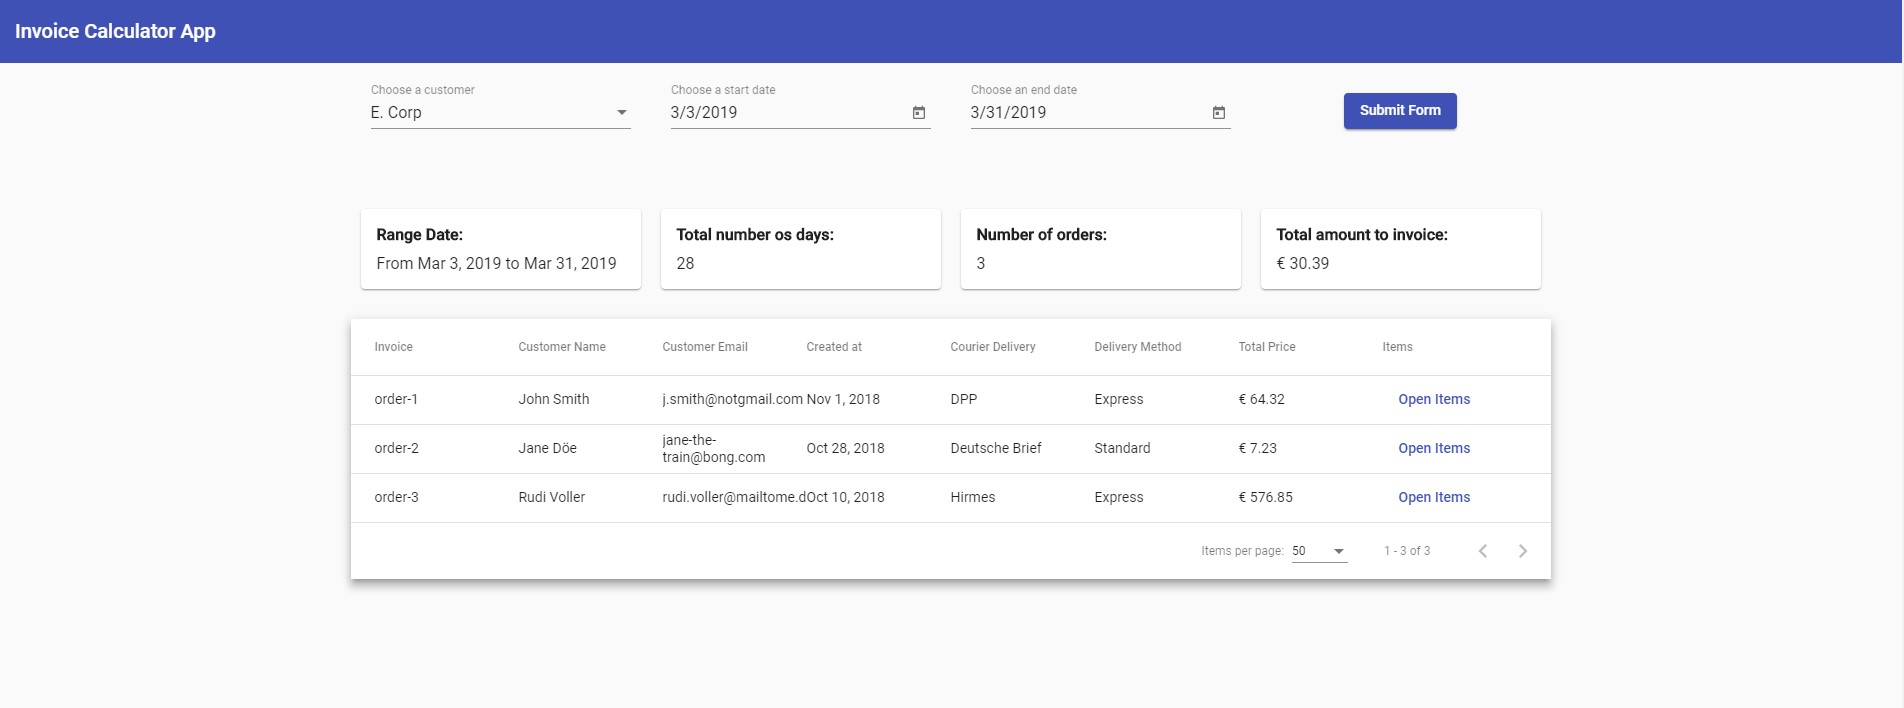 Invoice Calculator App
Choose a customer Choose a start date Choose an end date
E. Corp 3/3/2019 3/31/2019 Submit Form
Range Date: Total number os days: Number of orders: Total amount to invoice:
From Mar 3, 2019 to Mar 31, 2019 28 3 € 30.39
Invoice Customer Name Customer Email Created at Courier Delivery Delivery Method Total Price Items
order-1 John Smith j.smith@notgmail.com Nov 1, 2018 DPP Express € 64.32 Open Items
order-2 Jane Döe jane-the-train@bong.com Oct 28, 2018 Deutsche Brief Standard € 7.23 Open Items
order-3 Rudi Voller rudi.voller@mailtome.d Oct 10, 2018 Hirmes Express € 576.85 Open Items
Items per page: 50 1 - 3 of 3